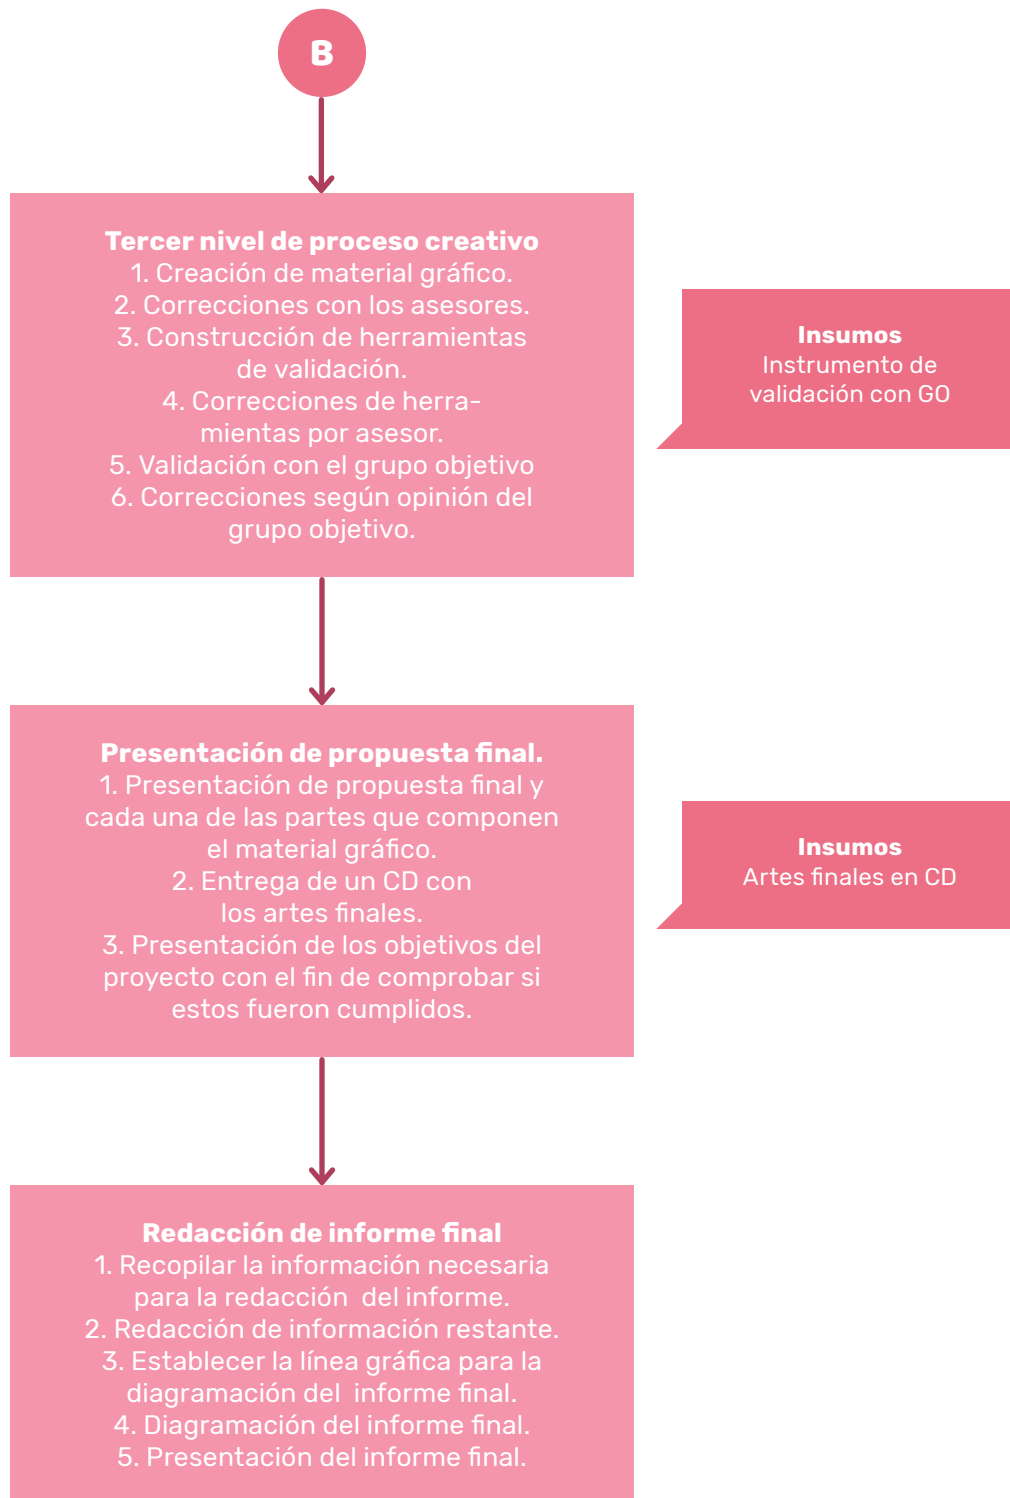 B
Tercer nivel de proceso creativo
1. Creación de material gráfico.
2. Correcciones con los asesores.
3. Construcción de herramientas
de validación.
4. Correcciones de herra-
mientas por asesor.
5. Validación con el grupo objetivo
6. Correcciones según opinión del
grupo objetivo.
Insumos
Instrumento de
validación con GO
Presentación de propuesta final.
1. Presentación de propuesta final y
cada una de las partes que componen
el material gráfico.
2. Entrega de un CD con
los artes finales.
3. Presentación de los objetivos del
proyecto con el fin de comprobar si
estos fueron cumplidos.
Insumos
Artes finales en CD
Redacción de informe final
1. Recopilar la información necesaria
para la redacción  del informe.
2. Redacción de información restante.
3. Establecer la línea gráfica para la
diagramación del  informe final.
4. Diagramación del informe final.
5. Presentación del informe final.